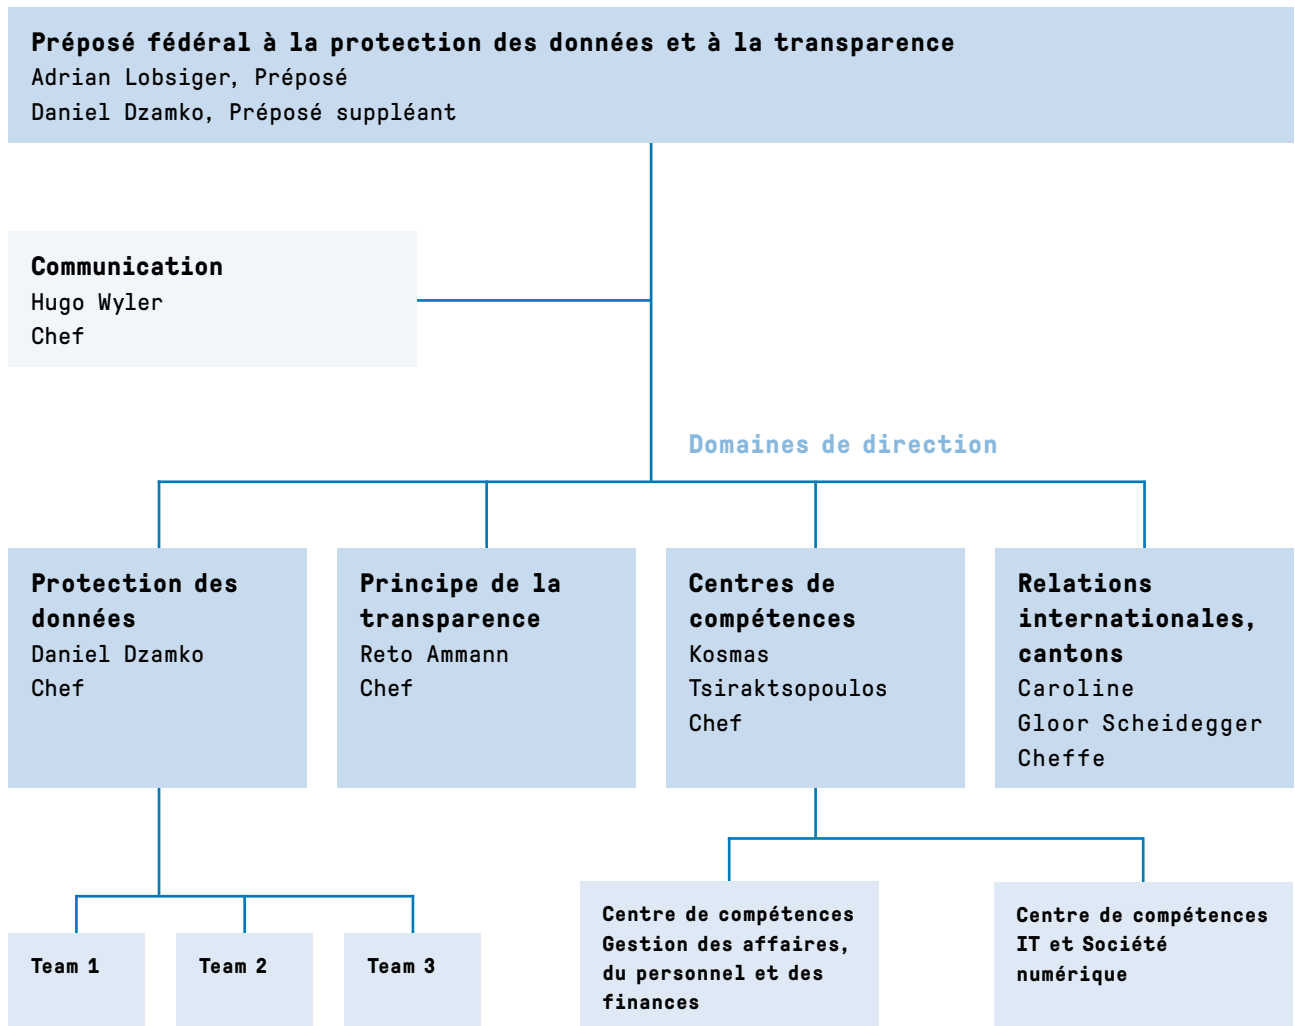 Préposé fédéral à la protection des données et à la transparence
Adrian Lobsiger, Préposé
Daniel Dzamko, Préposé suppléant
Communication
Hugo Wyler
Chef
Domaines de direction
Protection des
données
Daniel Dzamko
Chef
Principe de la
transparence
Reto Ammann
Chef
Centres de
compétences
Kosmas
Tsiraktsopoulos
Chef
Relations
internationales,
cantons
Caroline
Gloor Scheidegger
Cheffe
Team 1
Team 2
Team 3
Centre de compétences
Gestion des affaires,
du personnel et des
finances
Centre de compétences
IT et Société
numérique